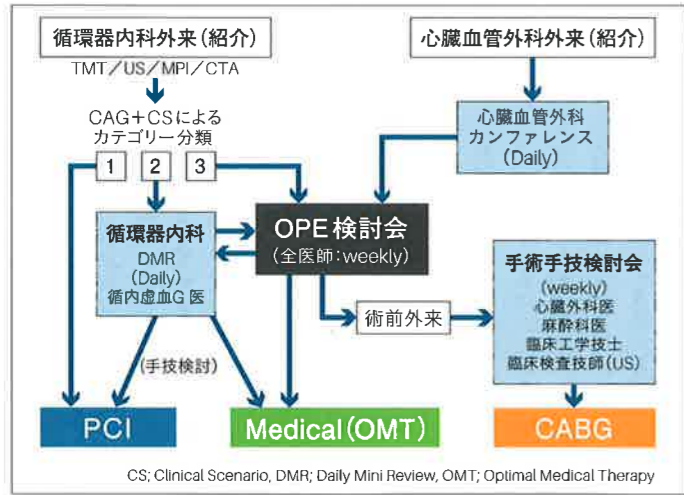 循環器内科外来（紹介）
TMT／US／MPI／CTA
CAG＋CSによる
カテゴリー分類
1 2 3
心臓血管外科外来（紹介）
心臓血管外科
カンファレンス
（Daily）
循環器内科
DMR
（Daily）
循内虚血G 医
OPE検討会
（全医師：weekly）
術前外来
手術手技検討会
（weekly）
心臓外科医
麻酔科医
臨床工学技士
臨床検査技師（US）
（手技検討）
PCI
Medical（OMT）
CABG
CS; Clinical Scenario, DMR; Daily Mini Review, OMT; Optimal Medical Therapy